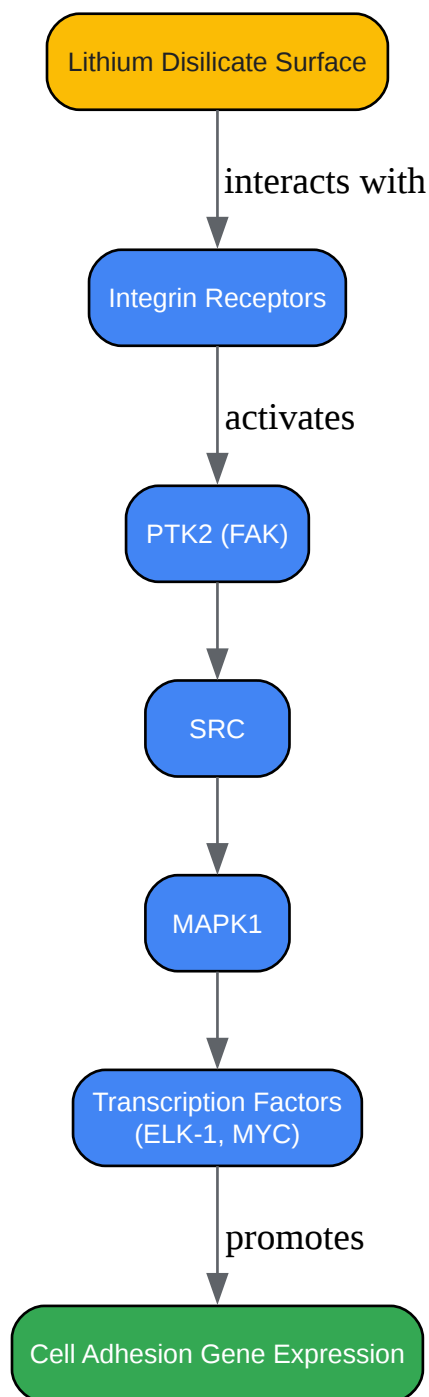 Lithium Disilicate Surface
interacts with
Integrin Receptors
activates
PTK2 (FAK)
SRC
MAPK1
Transcription Factors
(ELK-1, MYC)
promotes
Cell Adhesion Gene Expression